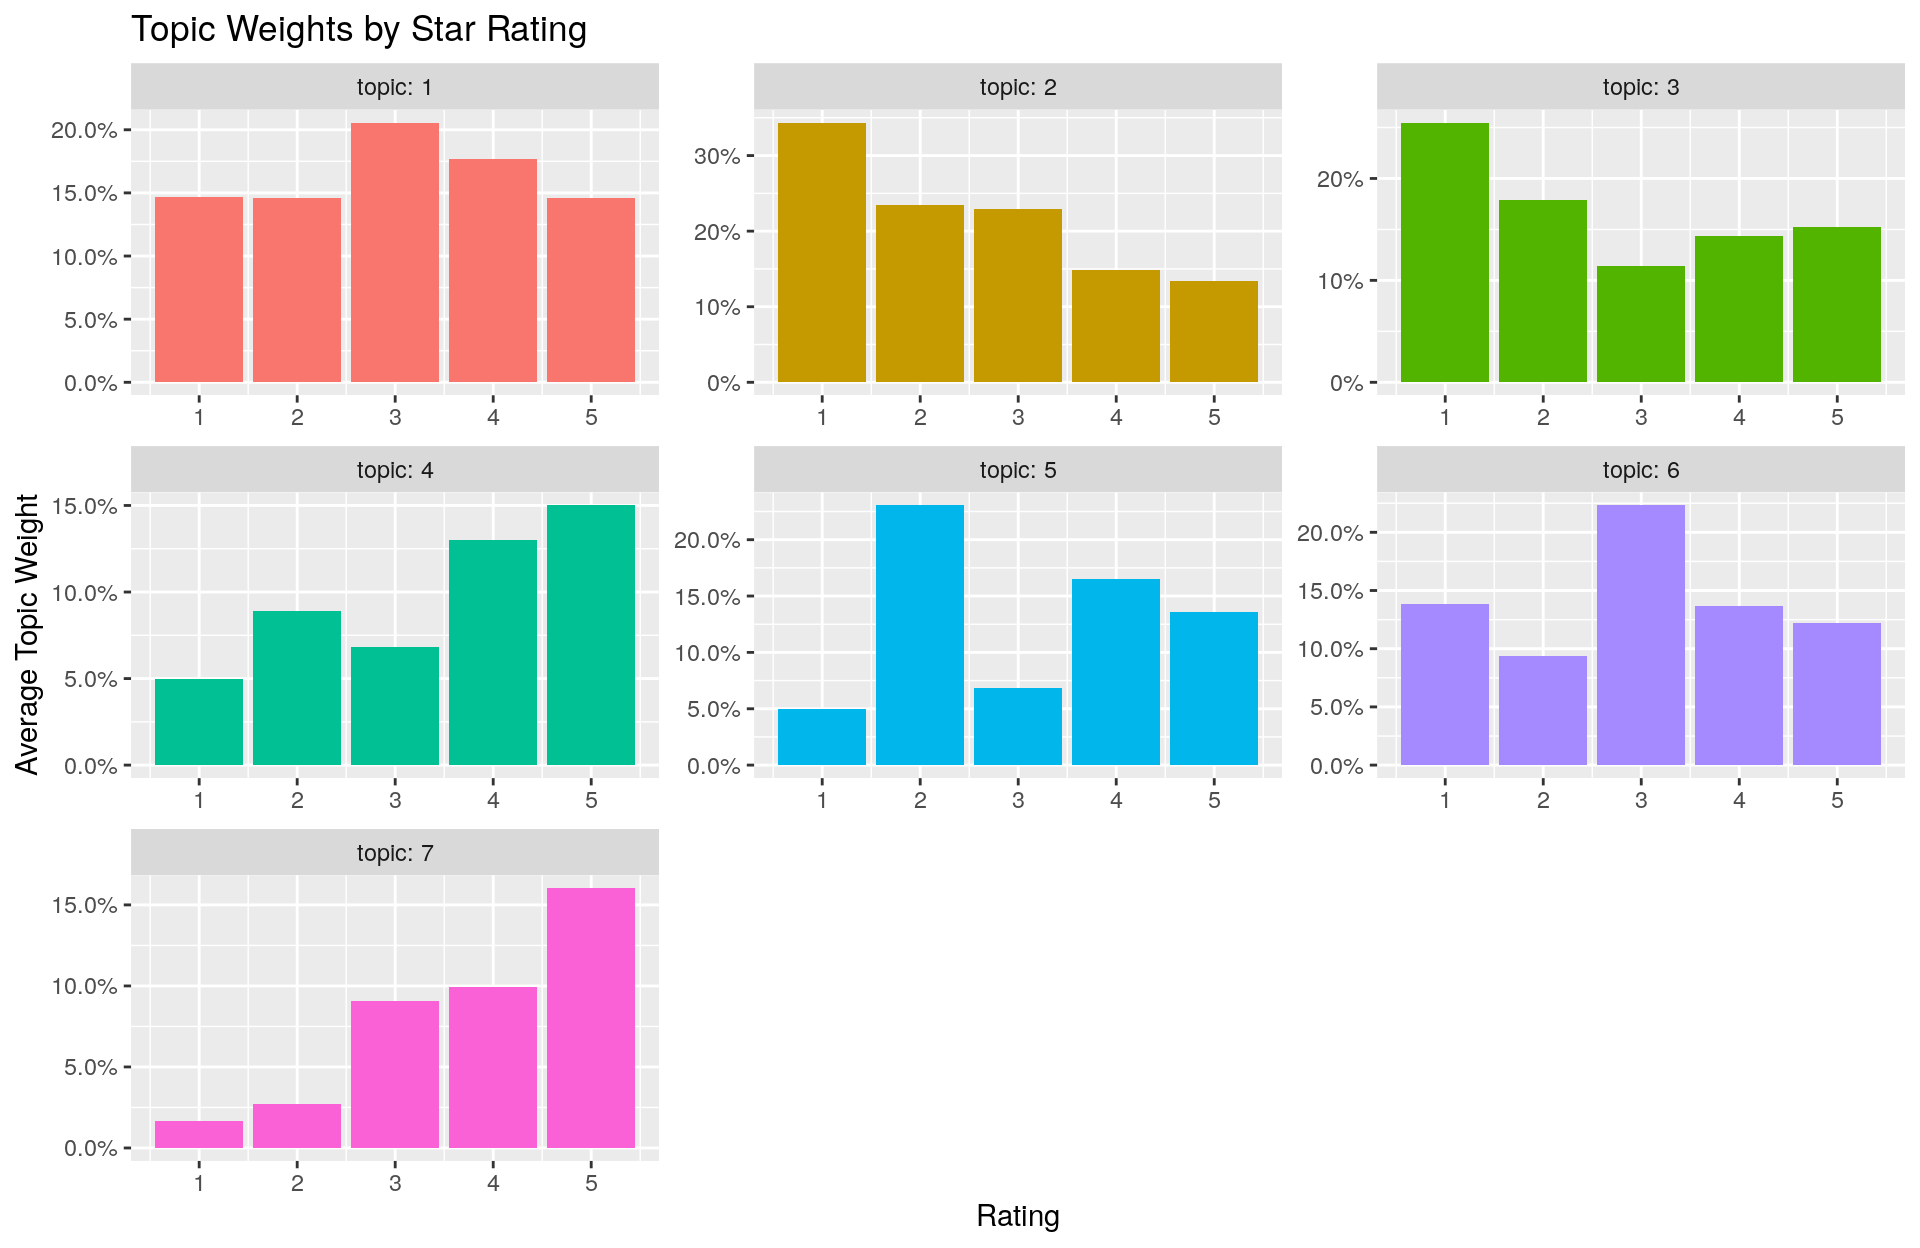 Topic Weights by Star Rating
topic: 1
topic: 2
topic: 3
20.0%
15.0%
10.0%
5.0%
0.0%
30%
20%
10%
0%
20%
10%
0%
1 2 3 4 5
1 2 3 4 5
1 2 3 4 5
Average Topic Weight
topic: 4
topic: 5
topic: 6
15.0%
10.0%
5.0%
0.0%
20.0%
15.0%
10.0%
5.0%
0.0%
20.0%
15.0%
10.0%
5.0%
0.0%
1 2 3 4 5
1 2 3 4 5
1 2 3 4 5
topic: 7
15.0%
10.0%
5.0%
0.0%
1 2 3 4 5
Rating